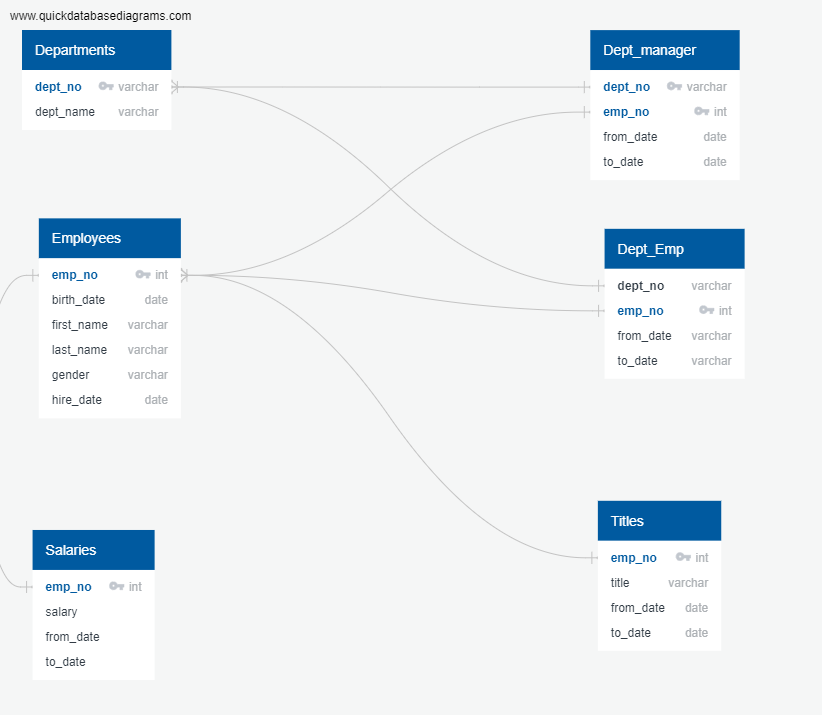 www.quickdatabasediagrams.com
Departments
dept_no varchar
dept_name varchar
Dept_manager
dept_no varchar
emp_no int
from_date date
to_date date
Employees
emp_no int
birth_date date
first_name varchar
last_name varchar
gender varchar
hire_date date
Dept_Emp
dept_no varchar
emp_no int
from_date varchar
to_date varchar
Salaries
emp_no int
salary
from_date
to_date
Titles
emp_no int
title varchar
from_date date
to_date date